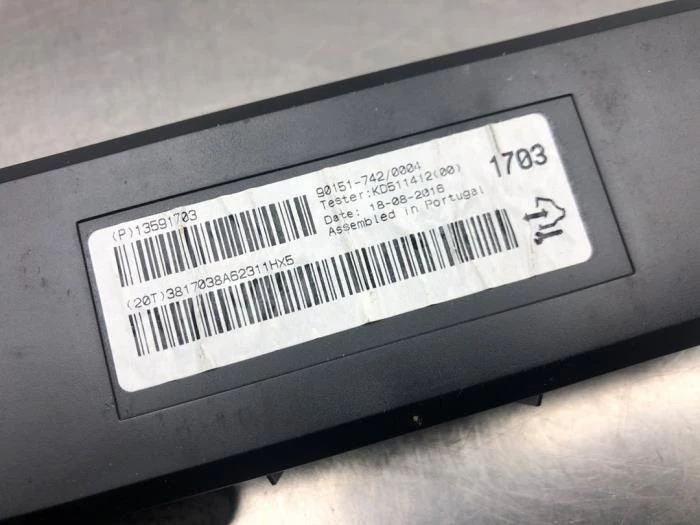 (P)13591703
90151-742/0004
Tester:KD511412(00)
Date: 18-08-2016
Assembled in Portugal
1703
(20T)3817038A62311HX5